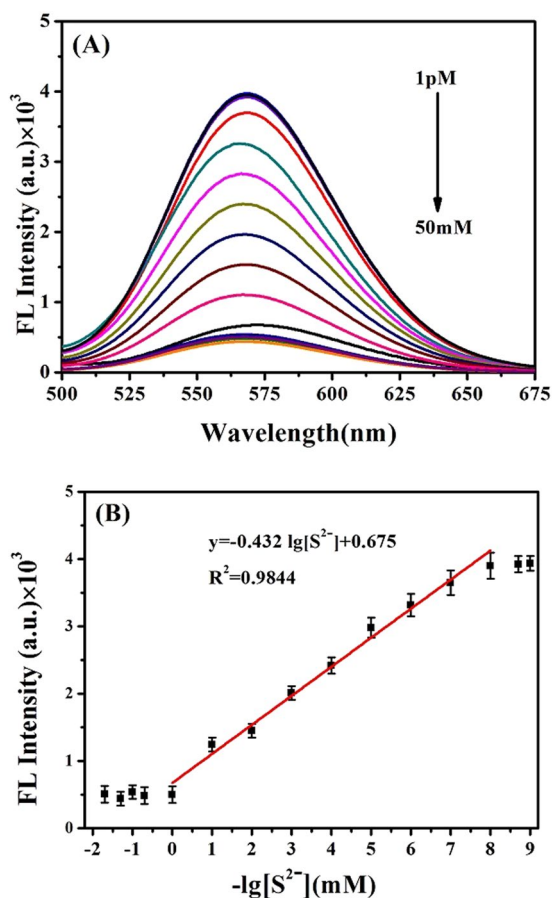 (A)
1pM
50mM
5
4
3
2
1
0
FL Intensity (a.u.)×10³
500 525 550 575 600 625 650 675
Wavelength(nm)
(B)
y=-0.432 lg[S²⁻]+0.675
R²=0.9844
5
4
3
2
1
0
FL Intensity (a.u.)×10³
-2 -1 0 1 2 3 4 5 6 7 8 9
-lg[S²⁻](mM)